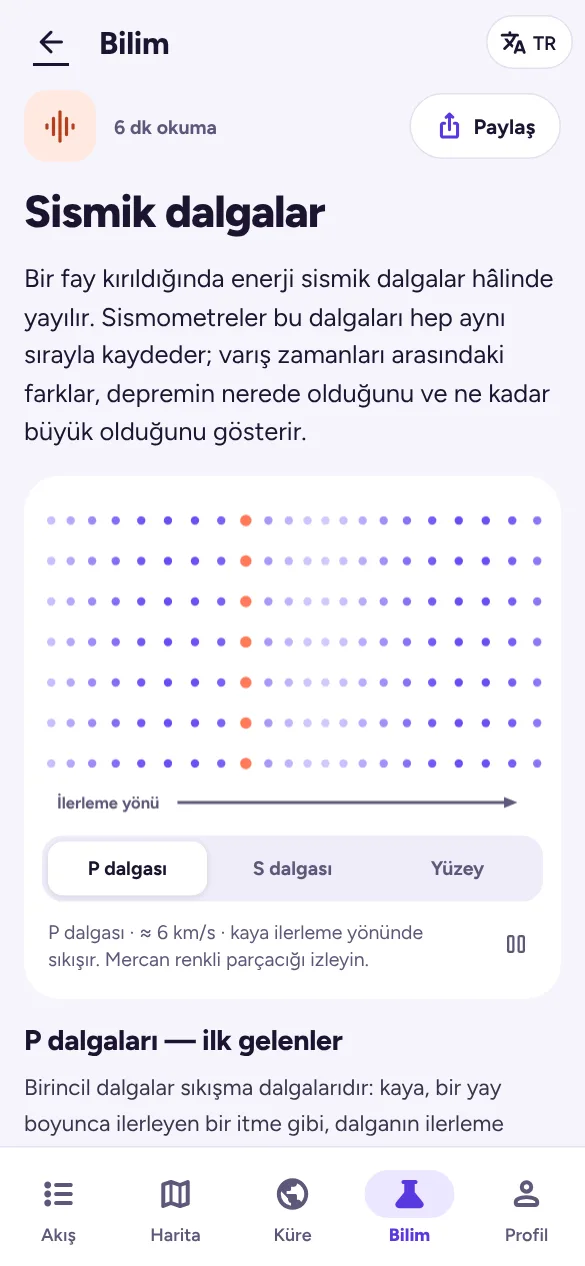 Bilim
TR
6 dk okuma
Paylaş
Sismik dalgalar
Bir fay kırıldığında enerji sismik dalgalar hâlinde
yayılır. Sismometreler bu dalgaları hep aynı
sırayla kaydeder; varış zamanları arasındaki
farklar, depremin nerede olduğunu ve ne kadar
büyük olduğunu gösterir.
İlerleme yönü
P dalgası
S dalgası
Yüzey
P dalgası · ≈ 6 km/s · kaya ilerleme yönünde
sıkışır. Mercan renkli parçacığı izleyin.
P dalgaları — ilk gelenler
Birincil dalgalar sıkışma dalgalarıdır: kaya, bir yay
boyunca ilerleyen bir itme gibi, dalganın ilerleme
Akış
Harita
Küre
Bilim
Profil